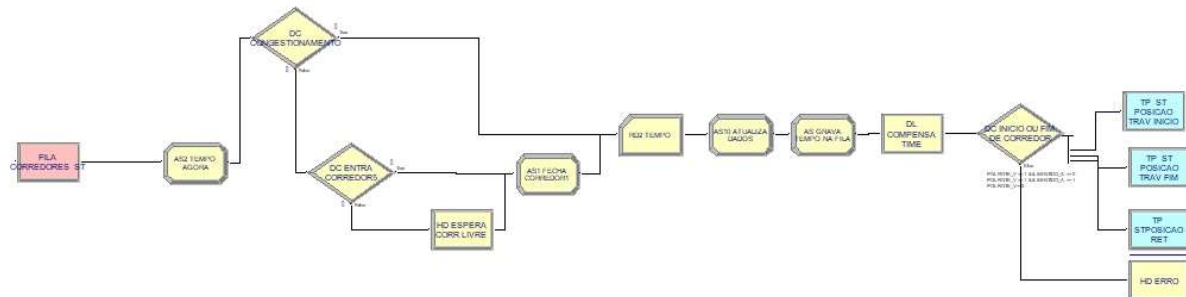 DC
CONGESTIONAMENTO
True
False
FILA
CORREDORES ST
AS2 TEMPO
AGORA
DC ENTRA
CORREDOR5
True
False
HD ESPERA
CORR LIVRE
AS1 FECHA
CORREDOR1
RD2 TEMPO
AS10 ATUALIZA
DADOS
AS GRAVA
TEMPO NA FILA
DL
COMPENSA
TIME
DC INICIO OU FIM
DE CORREDOR
Else
TP ST
POSICAO
TRAV INICIO
TP ST
POSICAO
TRAV FIM
TP
STPOSICAO
RET
HD ERRO